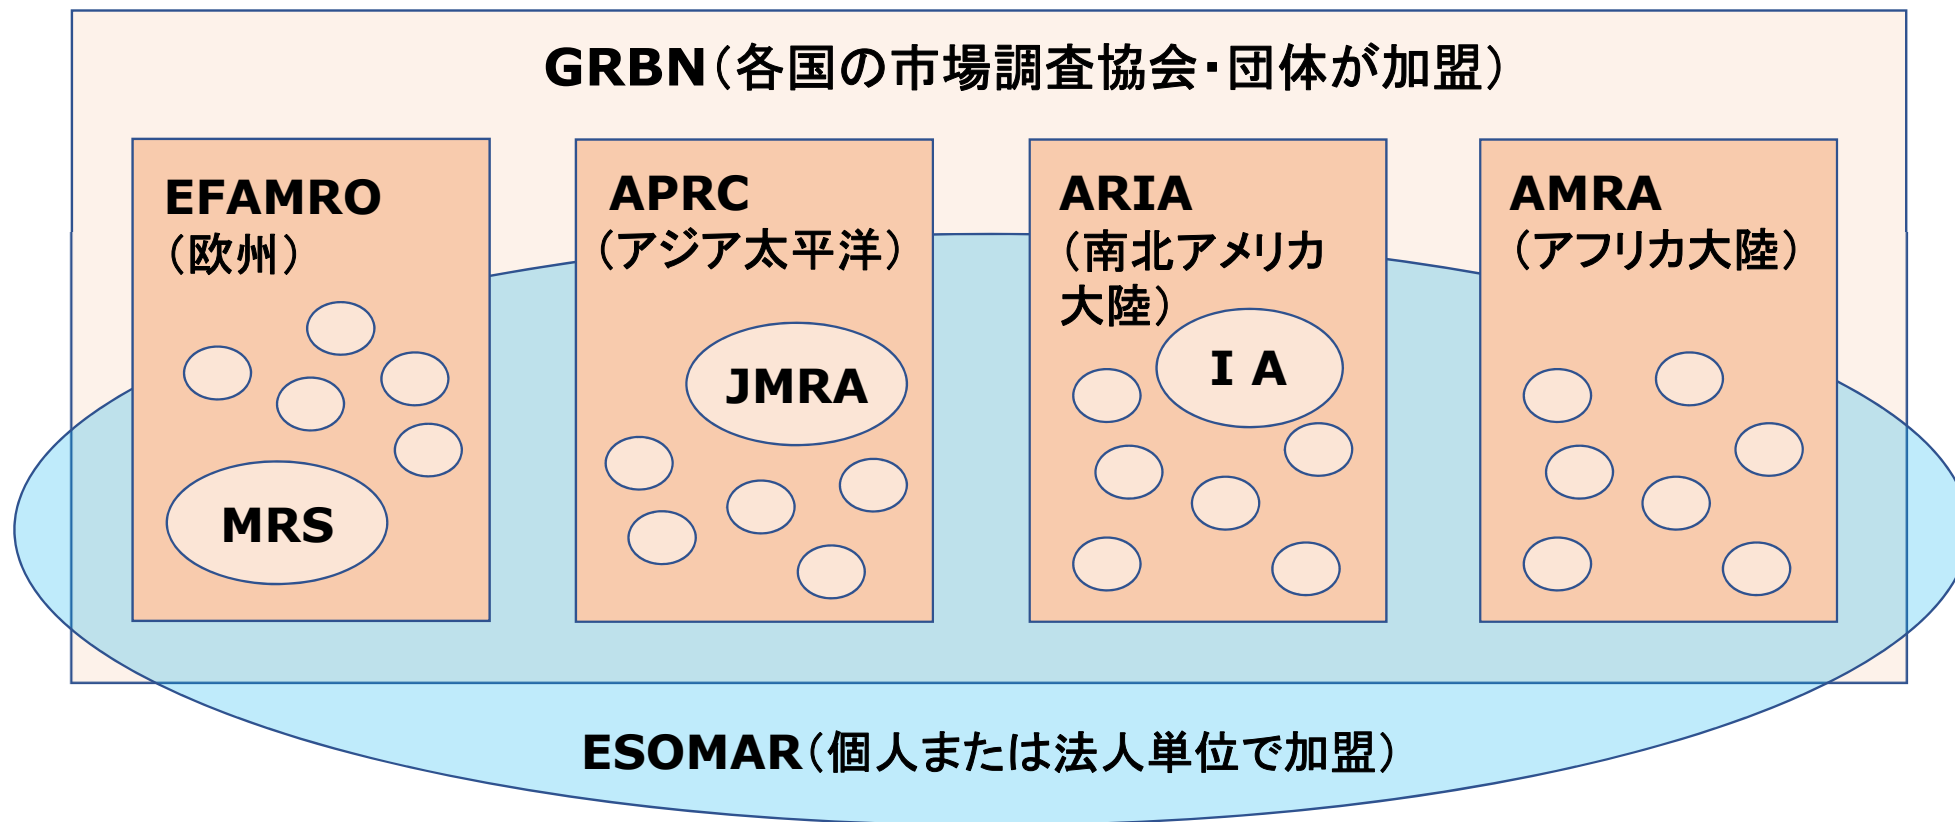 GRBN(各国の市場調査協会・団体が加盟)
EFAMRO
(欧州)
MRS
APRC
(アジア太平洋)
JMRA
ARIA
(南北アメリカ
大陸)
I A
AMRA
(アフリカ大陸)
ESOMAR(個人または法人単位で加盟)